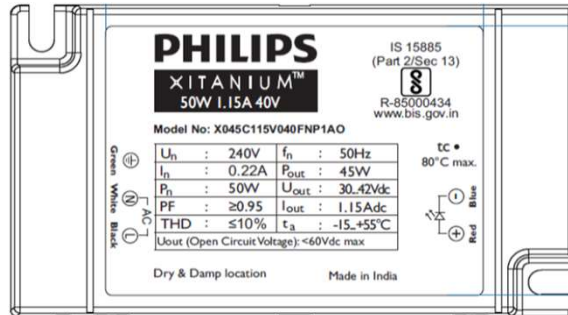 PHILIPS
XITANIUM™
50W 1.15A 40V
IS 15885
(Part 2/Sec 13)
R-85000434
www.bis.gov.in
Model No: X045C115V040FNP1AO
Un : 240V fn : 50Hz
In : 0.22A Pout : 45W
Pn : 50W Uout : 30...42Vdc
PF : ≥0.95 Iout : 1.15Adc
THD : ≤10% ta : -15...+55°C
Uout (Open Circuit Voltage): <60Vdc max
tc •
80°C max.
Green
White N
Black L
AC
Blue
Red
Dry & Damp location
Made in India